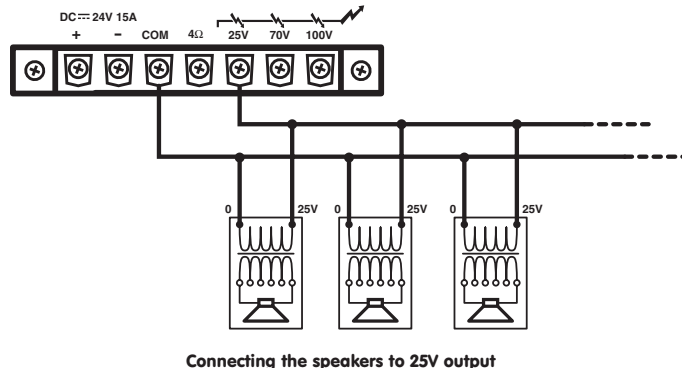 DC⎓24V 15A
+ − COM 4Ω 25V 70V 100V
0 25V 0 25V 0 25V
Connecting the speakers to 25V output